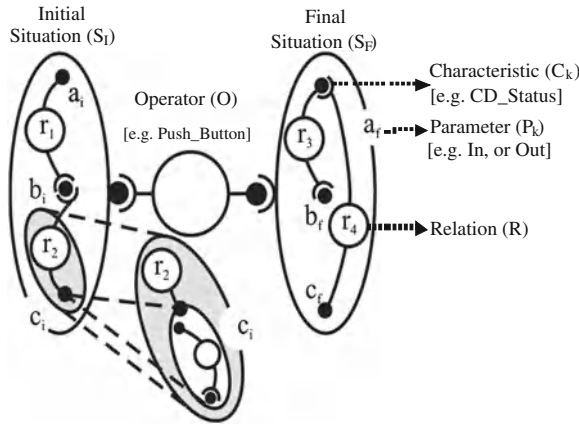 Initial
Situation (S_I)
Final
Situation (S_F)
Operator (O)
[e.g. Push_Button]
Characteristic (C_k)
[e.g. CD_Status]
Parameter (P_k)
[e.g. In, or Out]
Relation (R)
a_i
r_1
b_i
r_2
c_i
r_2
c_i
r_3
a_f
b_f
r_4
c_f